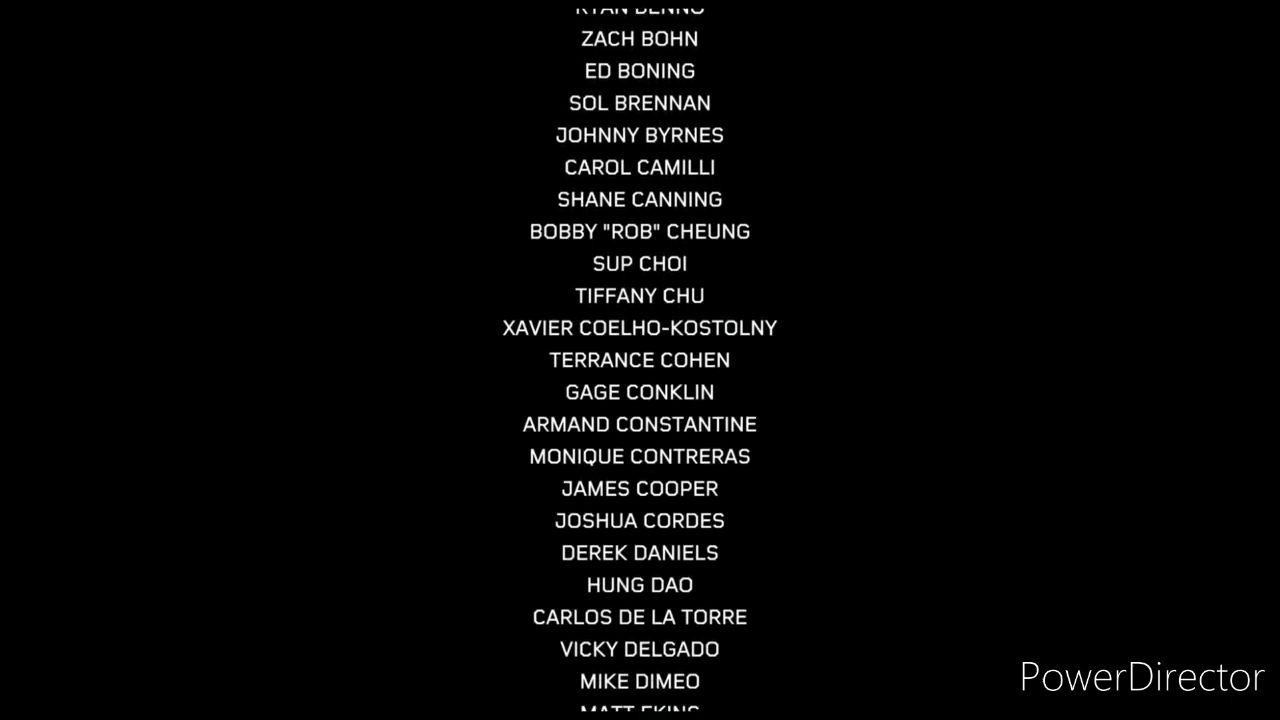 ZACH BOHN
ED BONING
SOL BRENNAN
JOHNNY BYRNES
CAROL CAMILLI
SHANE CANNING
BOBBY "ROB" CHEUNG
SUP CHOI
TIFFANY CHU
XAVIER COELHO-KOSTOLNY
TERRANCE COHEN
GAGE CONKLIN
ARMAND CONSTANTINE
MONIQUE CONTRERAS
JAMES COOPER
JOSHUA CORDES
DEREK DANIELS
HUNG DAO
CARLOS DE LA TORRE
VICKY DELGADO
MIKE DIMEO
PowerDirector